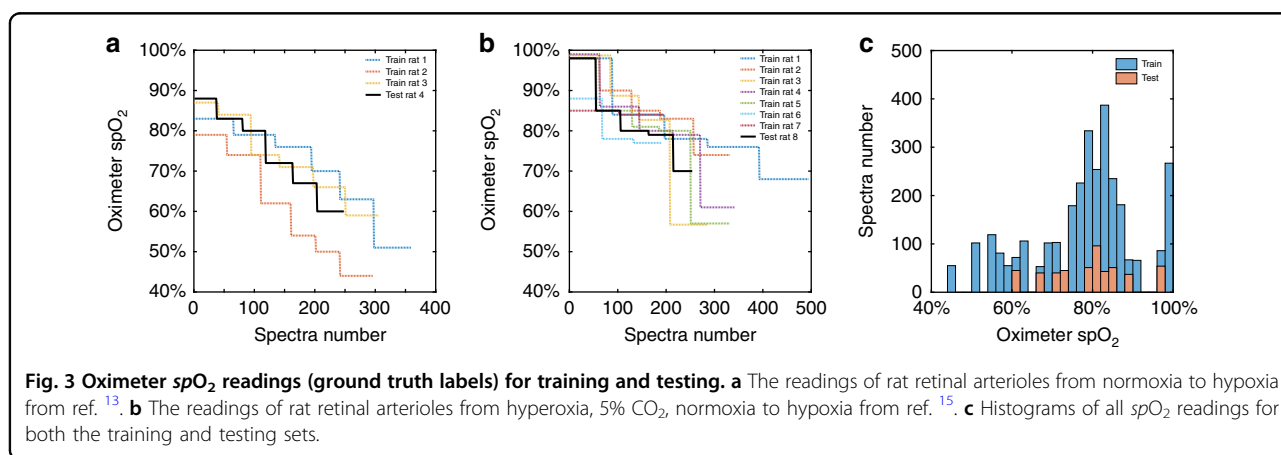 a
100%
90%
80%
70%
60%
50%
40%
Oximeter spO2
0
100
200
300
400
Spectra number
Train rat 1
Train rat 2
Train rat 3
Test rat 4
b
100%
90%
80%
70%
60%
50%
40%
Oximeter spO2
0
100
200
300
400
500
Spectra number
Train rat 1
Train rat 2
Train rat 3
Train rat 4
Train rat 5
Train rat 6
Train rat 7
Test rat 8
c
500
400
300
200
100
0
Spectra number
40%
60%
80%
100%
Oximeter spO2
Train
Test
Fig. 3 Oximeter spO2 readings (ground truth labels) for training and testing. a The readings of rat retinal arterioles from normoxia to hypoxia
from ref. 13. b The readings of rat retinal arterioles from hyperoxia, 5% CO2, normoxia to hypoxia from ref. 15. c Histograms of all spO2 readings for
both the training and testing sets.